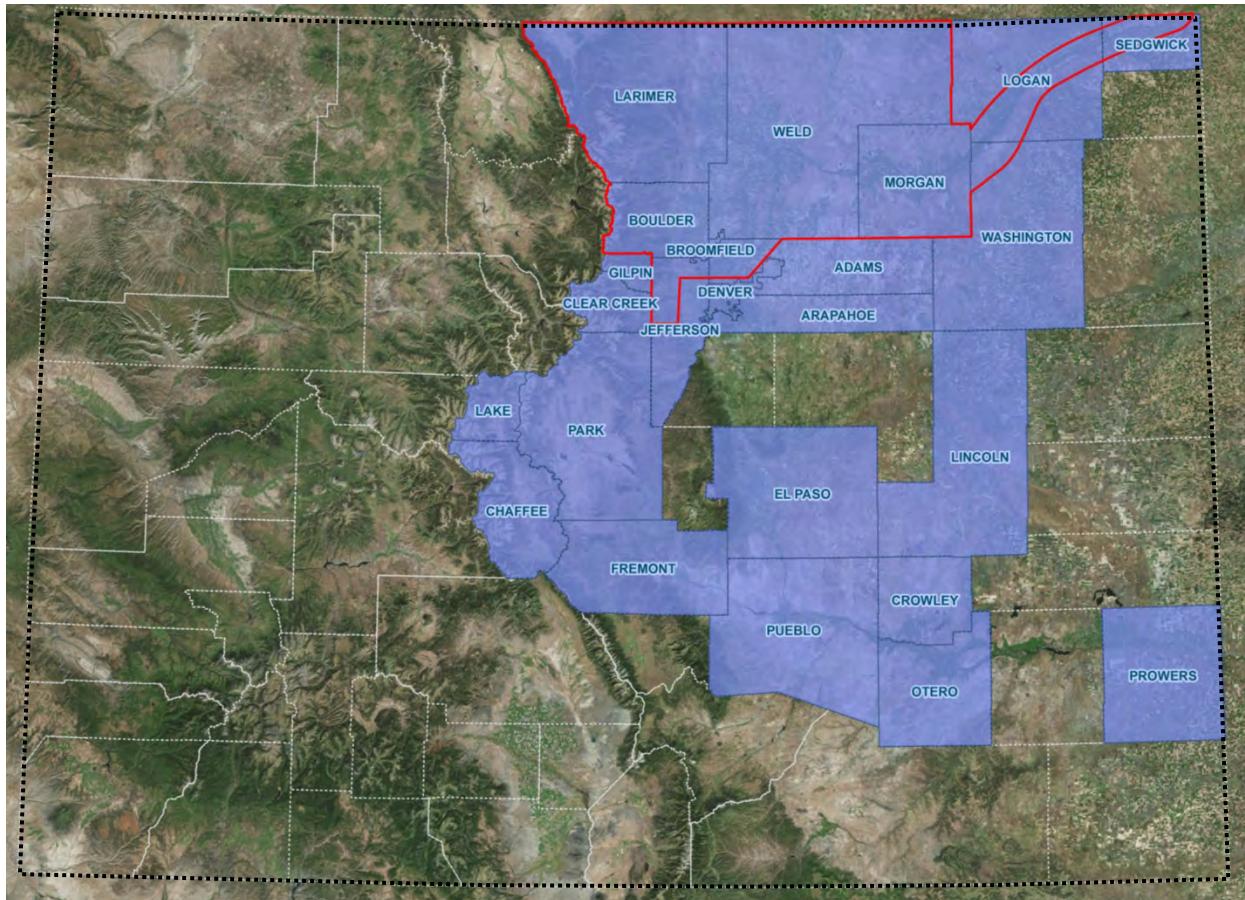 SEDGWICK
LOGAN
LARIMER
WELD
MORGAN
BOULDER
WASHINGTON
BROOMFIELD
GILPIN
ADAMS
DENVER
CLEAR CREEK
ARAPAHOE
JEFFERSON
LAKE
PARK
LINCOLN
EL PASO
CHAFFEE
FREMONT
CROWLEY
PUEBLO
PROWERS
OTERO